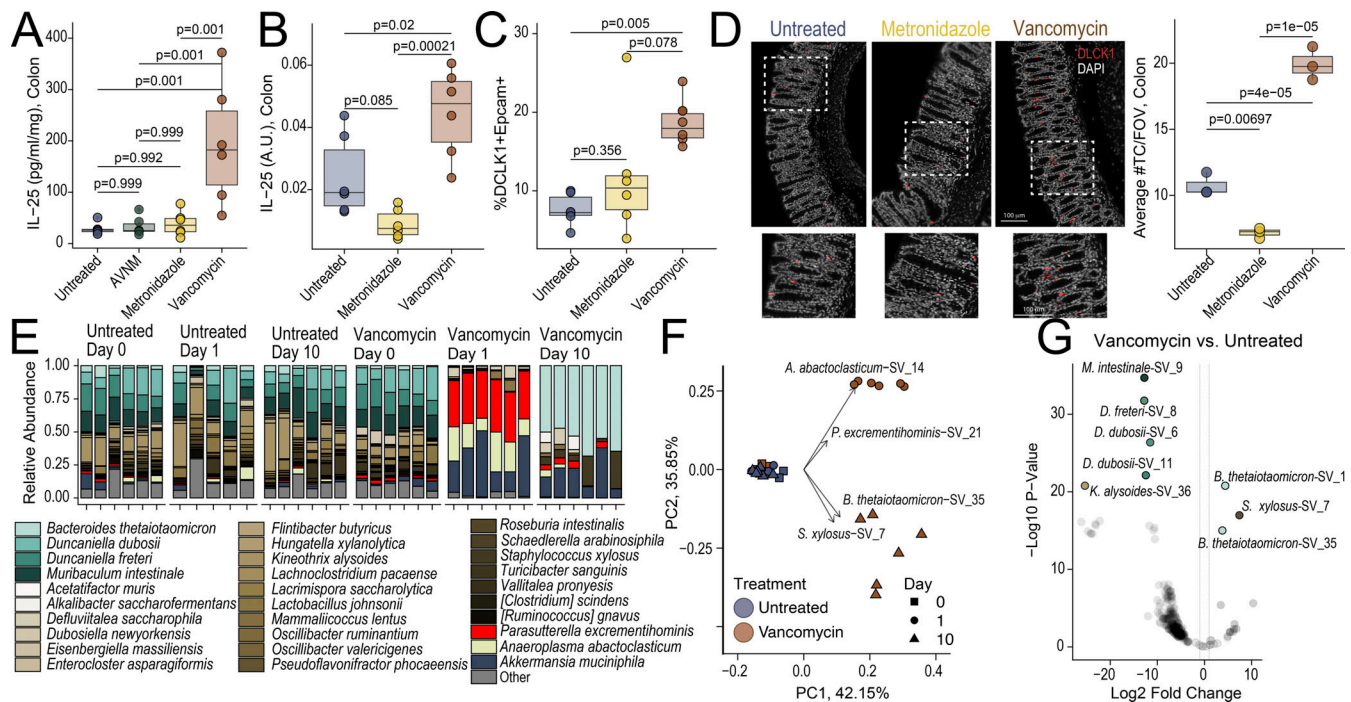 A
IL−25 (pg/ml/mg), Colon
400
300
200
100
0
p=0.001
p=0.001
p=0.001
p=0.999
p=0.992
p=0.999
Untreated
AVNM
Metronidazole
Vancomycin
B
IL−25 (A.U.), Colon
0.06
0.04
0.02
p=0.02
p=0.00021
p=0.085
Untreated
Metronidazole
Vancomycin
C
%DCLK1+Epcam+
30
20
10
0
p=0.005
p=0.078
p=0.356
Untreated
Metronidazole
Vancomycin
D
Untreated
Metronidazole
Vancomycin
DLCK1
DAPI
100 µm
100 µm
Average #TC/FOV, Colon
20
15
10
p=1e−05
p=4e−05
p=0.00697
Untreated
Metronidazole
Vancomycin
E
Untreated
Day 0
Untreated
Day 1
Untreated
Day 10
Vancomycin
Day 0
Vancomycin
Day 1
Vancomycin
Day 10
Relative Abundance
1.00
0.75
0.50
0.25
0.00
Bacteroides thetaiotaomicron
Duncaniella dubosii
Duncaniella freteri
Muribaculum intestinale
Acetatifactor muris
Alkalibacter saccharofermentans
Defluviitalea saccharophila
Dubosiella newyorkensis
Eisenbergiella massiliensis
Enterocloster asparagiformis
Flintibacter butyricus
Hungatella xylanolytica
Kineothrix alysoides
Lachnoclostridium pacaense
Lacrimispora saccharolytica
Lactobacillus johnsonii
Mammaliicoccus lentus
Oscillibacter ruminantium
Oscillibacter valericigenes
Pseudoflavonifractor phocaeensis
Roseburia intestinalis
Schaedlerella arabinosiphila
Staphylococcus xylosus
Turicibacter sanguinis
Vallitalea pronyesis
[Clostridium] scindens
[Ruminococcus] gnavus
Parasutterella excrementihominis
Anaeroplasma abactoclasticum
Akkermansia muciniphila
Other
F
PC2, 35.85%
0.25
0.00
−0.25
A. abactoclasticum−SV_14
P. excrementihominis−SV_21
B. thetaiotaomicron−SV_35
S. xylosus−SV_7
Treatment
Untreated
Vancomycin
Day
0
1
10
−0.2
0.0
0.2
0.4
PC1, 42.15%
G
Vancomycin vs. Untreated
−Log10 P-Value
30
20
10
0
M. intestinale-SV_9
D. freteri-SV_8
D. dubosii-SV_6
D. dubosii-SV_11
K. alysoides-SV_36
B. thetaiotaomicron-SV_1
S. xylosus-SV_7
B. thetaiotaomicron-SV_35
−20
−10
0
10
Log2 Fold Change